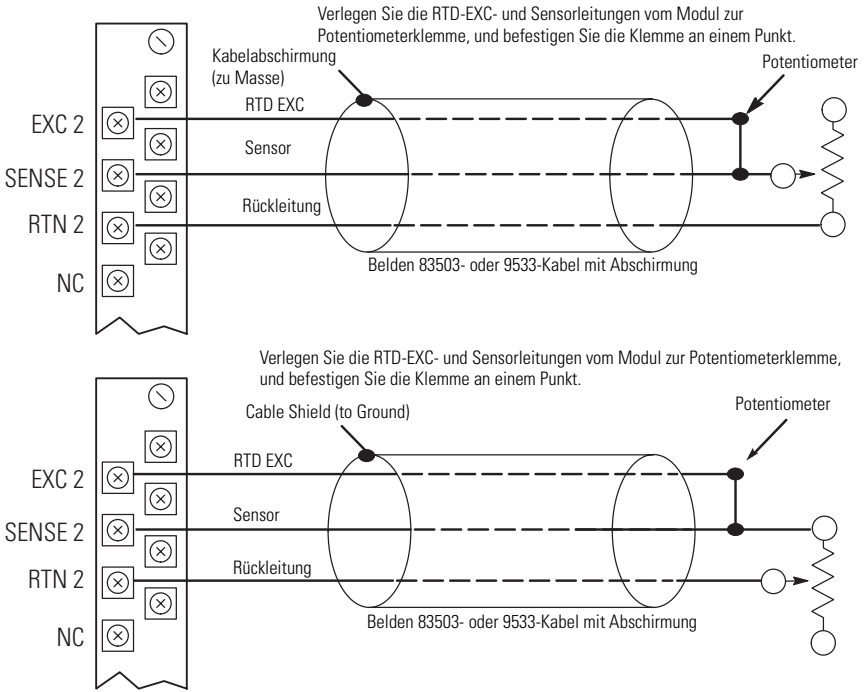 Verlegen Sie die RTD-EXC- und Sensorleitungen vom Modul zur
Potentiometerklemme, und befestigen Sie die Klemme an einem Punkt.
Kabelabschirmung
(zu Masse)
Potentiometer
RTD EXC
EXC 2
Sensor
SENSE 2
Rückleitung
RTN 2
NC
Belden 83503- oder 9533-Kabel mit Abschirmung
Verlegen Sie die RTD-EXC- und Sensorleitungen vom Modul zur Potentiometerklemme,
und befestigen Sie die Klemme an einem Punkt.
Cable Shield (to Ground)
Potentiometer
RTD EXC
EXC 2
Sensor
SENSE 2
Rückleitung
RTN 2
NC
Belden 83503- oder 9533-Kabel mit Abschirmung